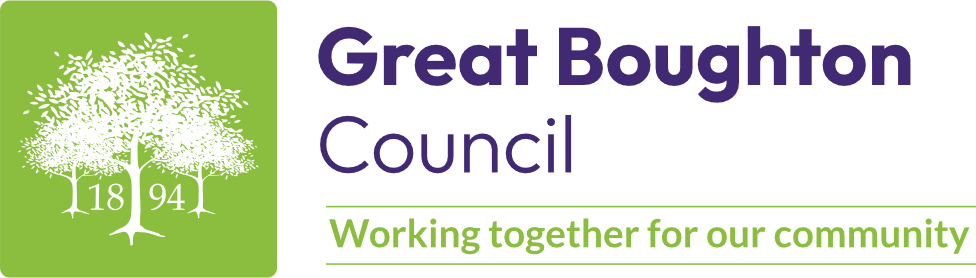 18 94
Great Boughton
Council
Working together for our community